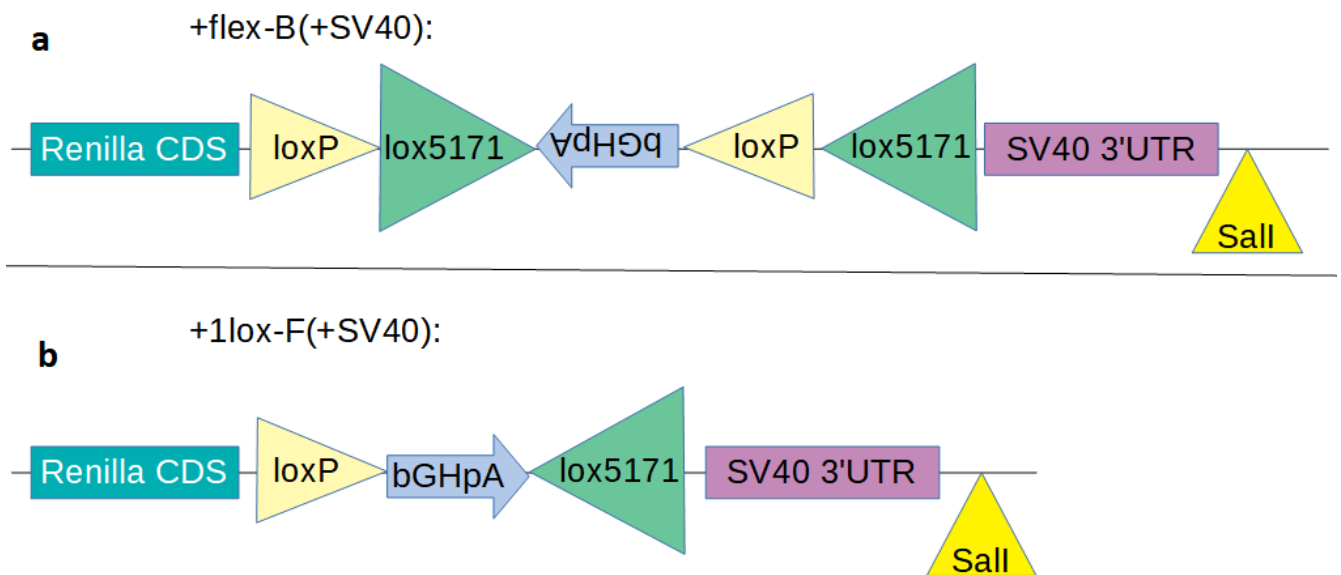 a
+flex-B(+SV40):
Renilla CDS loxP lox5171 bGHpA loxP lox5171 SV40 3'UTR
SalI
b
+1lox-F(+SV40):
Renilla CDS loxP bGHpA lox5171 SV40 3'UTR
SalI